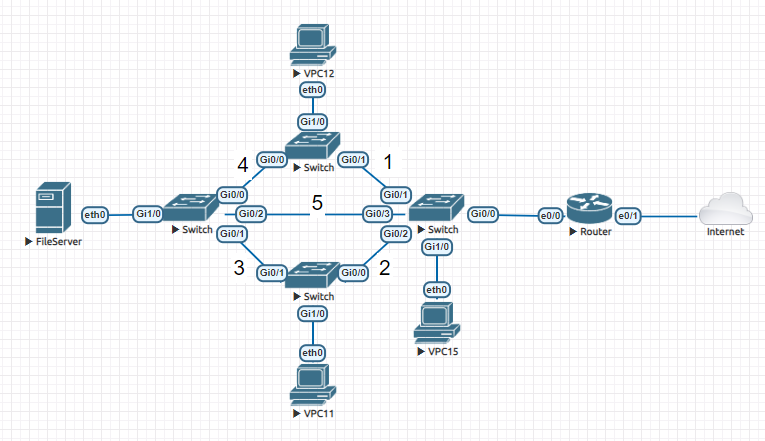 VPC12
eth0
Gi1/0
Gi0/0
Switch
Gi0/1
4
1
Gi0/0
Gi0/1
5
FileServer
eth0
Gi1/0
Switch
Gi0/2
Gi0/3
Switch
Gi0/0
e0/0
Router
e0/1
Internet
Gi0/1
Gi0/2
Gi1/0
3
2
Gi0/1
Gi0/0
Switch
Gi1/0
eth0
VPC15
eth0
VPC11